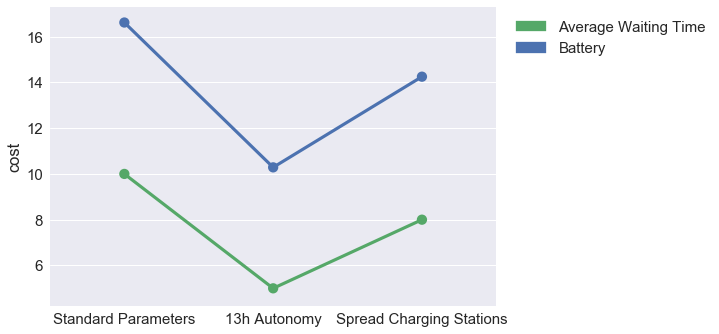 Average Waiting Time
Battery
cost
16
14
12
10
8
6
Standard Parameters
13h Autonomy
Spread Charging Stations